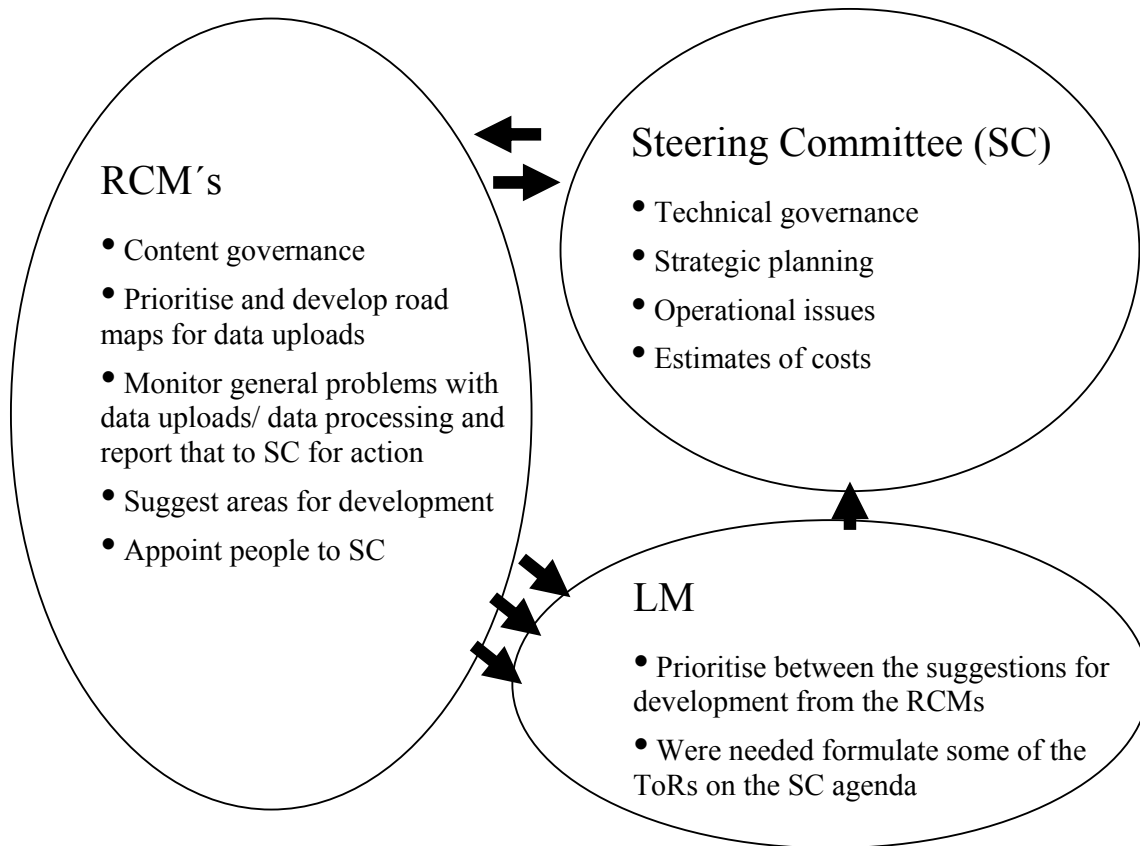 RCM´s
• Content governance
• Prioritise and develop road
maps for data uploads
• Monitor general problems with
data uploads/ data processing and
report that to SC for action
• Suggest areas for development
• Appoint people to SC
Steering Committee (SC)
• Technical governance
• Strategic planning
• Operational issues
• Estimates of costs
LM
• Prioritise between the suggestions for
development from the RCMs
• Were needed formulate some of the
ToRs on the SC agenda